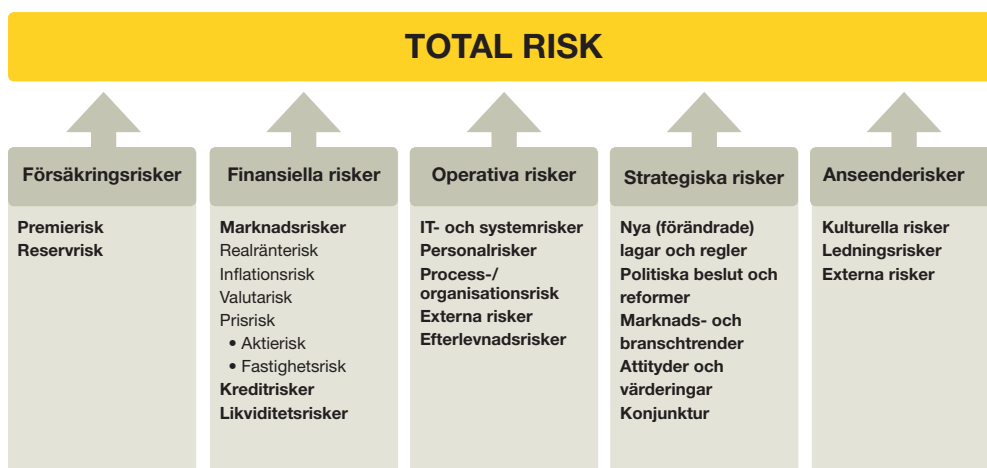 TOTAL RISK
Försäkringsrisker
Premierisk
Reservrisk
Finansiella risker
Marknadsrisker
Realränterisk
Inflationsrisk
Valutarisk
Prisrisk
• Aktierisk
• Fastighetsrisk
Kreditrisker
Likviditetsrisker
Operativa risker
IT- och systemrisker
Personalrisker
Process-/
organisationsrisk
Externa risker
Efterlevnadsrisker
Strategiska risker
Nya (förändrade)
lagar och regler
Politiska beslut och
reformer
Marknads- och
branschtrender
Attityder och
värderingar
Konjunktur
Anseenderisker
Kulturella risker
Ledningsrisker
Externa risker